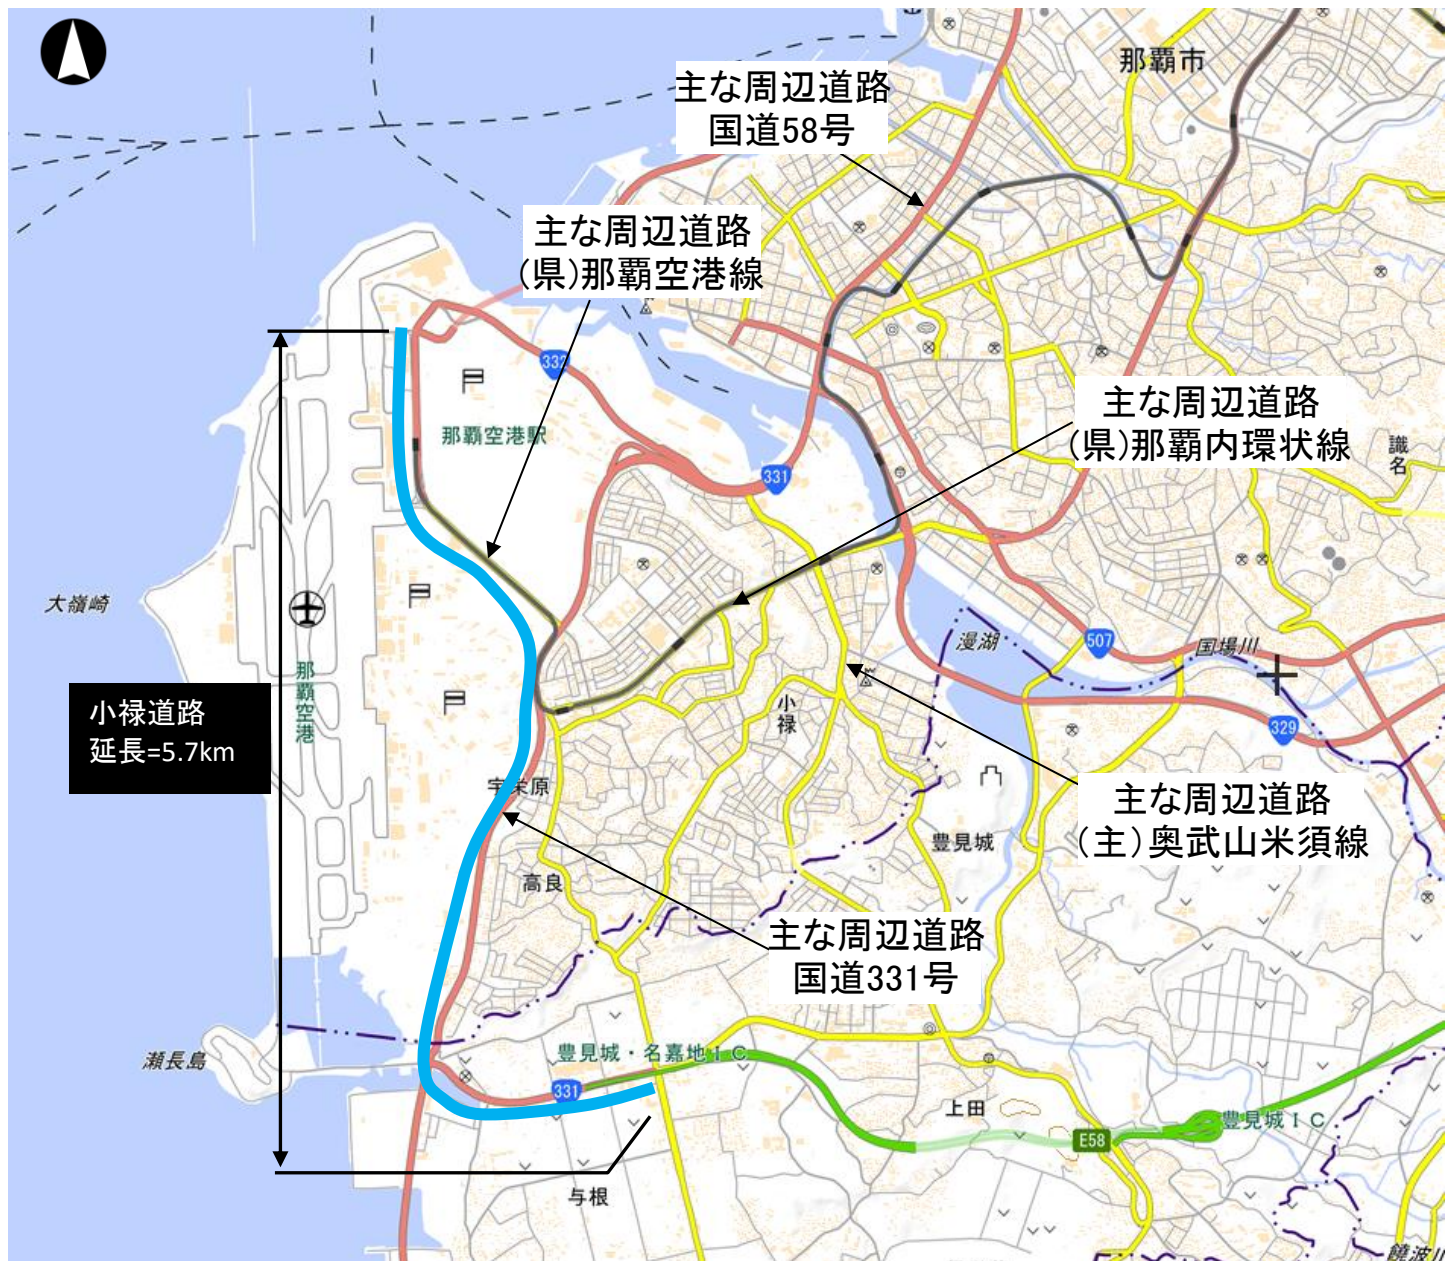 那覇市
主な周辺道路
国道58号
主な周辺道路
(県)那覇空港線
332
那覇空港駅
主な周辺道路
(県)那覇内環状線
識名
331
大嶺崎
那覇空港
小禄道路
延長=5.7km
漫湖
507
国場川
小禄
329
宇栄原
主な周辺道路
(主)奥武山米須線
豊見城
高良
主な周辺道路
国道331号
瀬長島
豊見城・名嘉地IC
331
上田
豊見城IC
E58
与根
饒波川